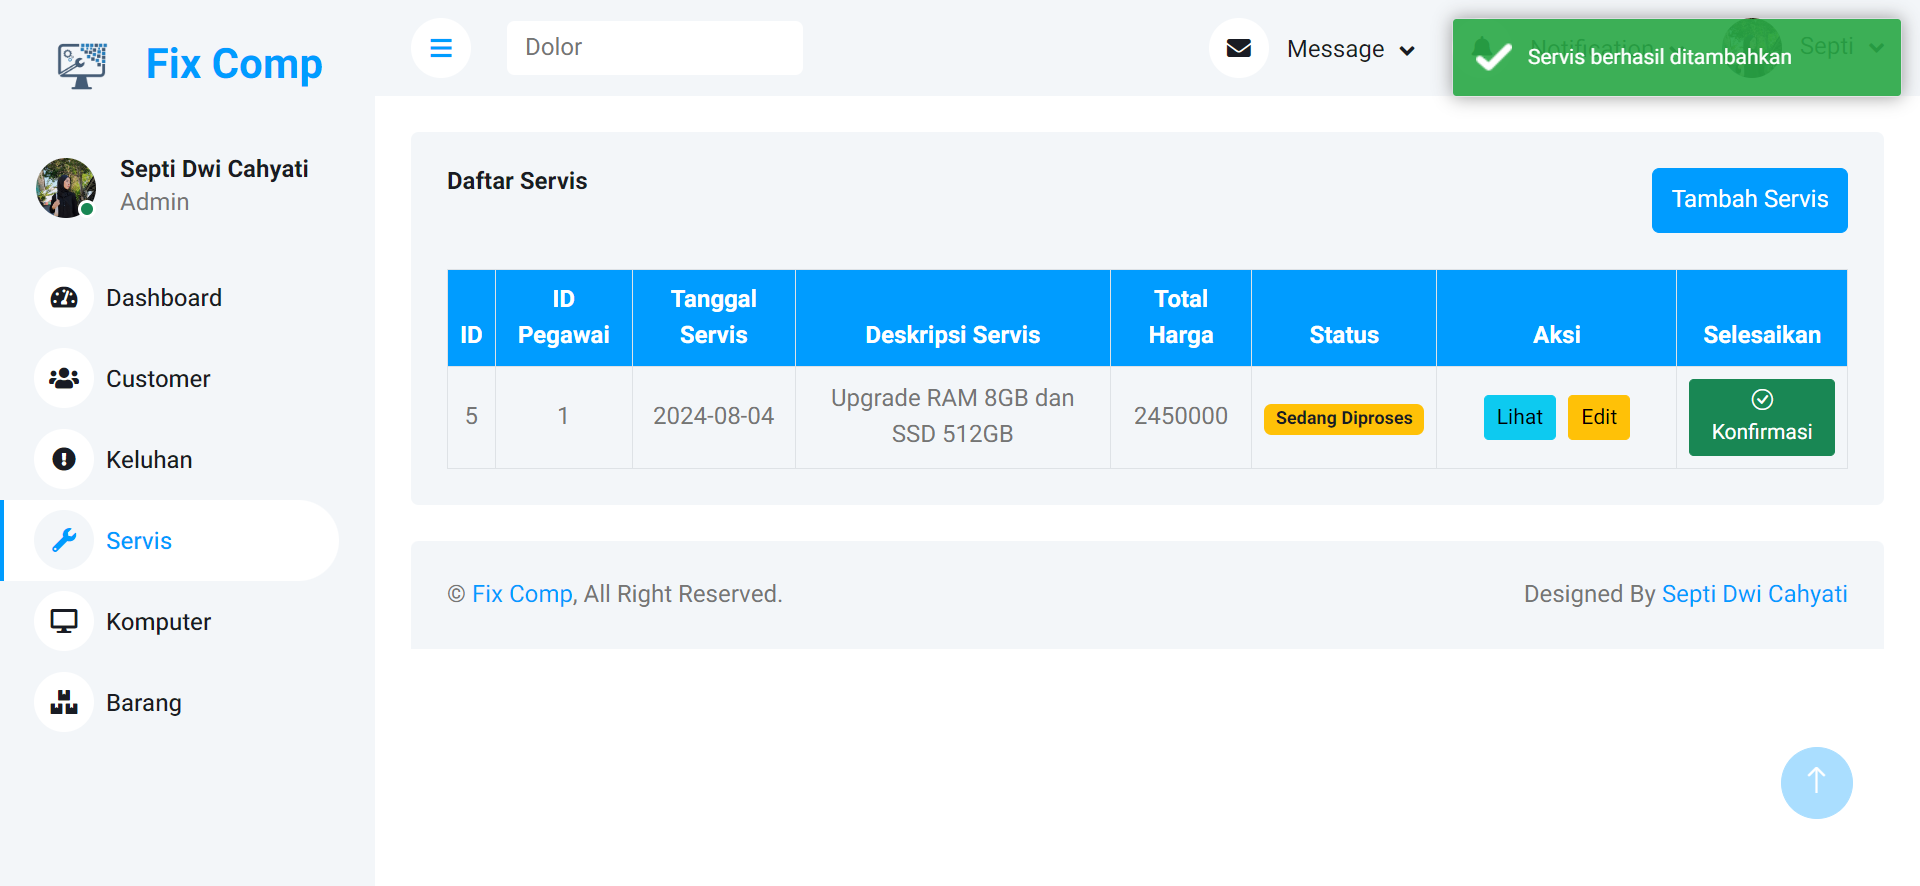 Fix Comp
Dolor
Message
Notification
Septi
Servis berhasil ditambahkan
Septi Dwi Cahyati
Admin
Dashboard
Customer
Keluhan
Servis
Komputer
Barang
Daftar Servis
Tambah Servis
ID
ID Pegawai
Tanggal Servis
Deskripsi Servis
Total Harga
Status
Aksi
Selesaikan
5
1
2024-08-04
Upgrade RAM 8GB dan
SSD 512GB
2450000
Sedang Diproses
Lihat
Edit
Konfirmasi
© Fix Comp, All Right Reserved.
Designed By Septi Dwi Cahyati